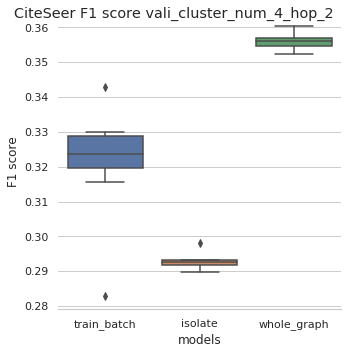 CiteSeer F1 score vali_cluster_num_4_hop_2
0.36
0.35
0.34
0.33
0.32
0.31
0.30
0.29
0.28
F1 score
train_batch
isolate
whole_graph
models